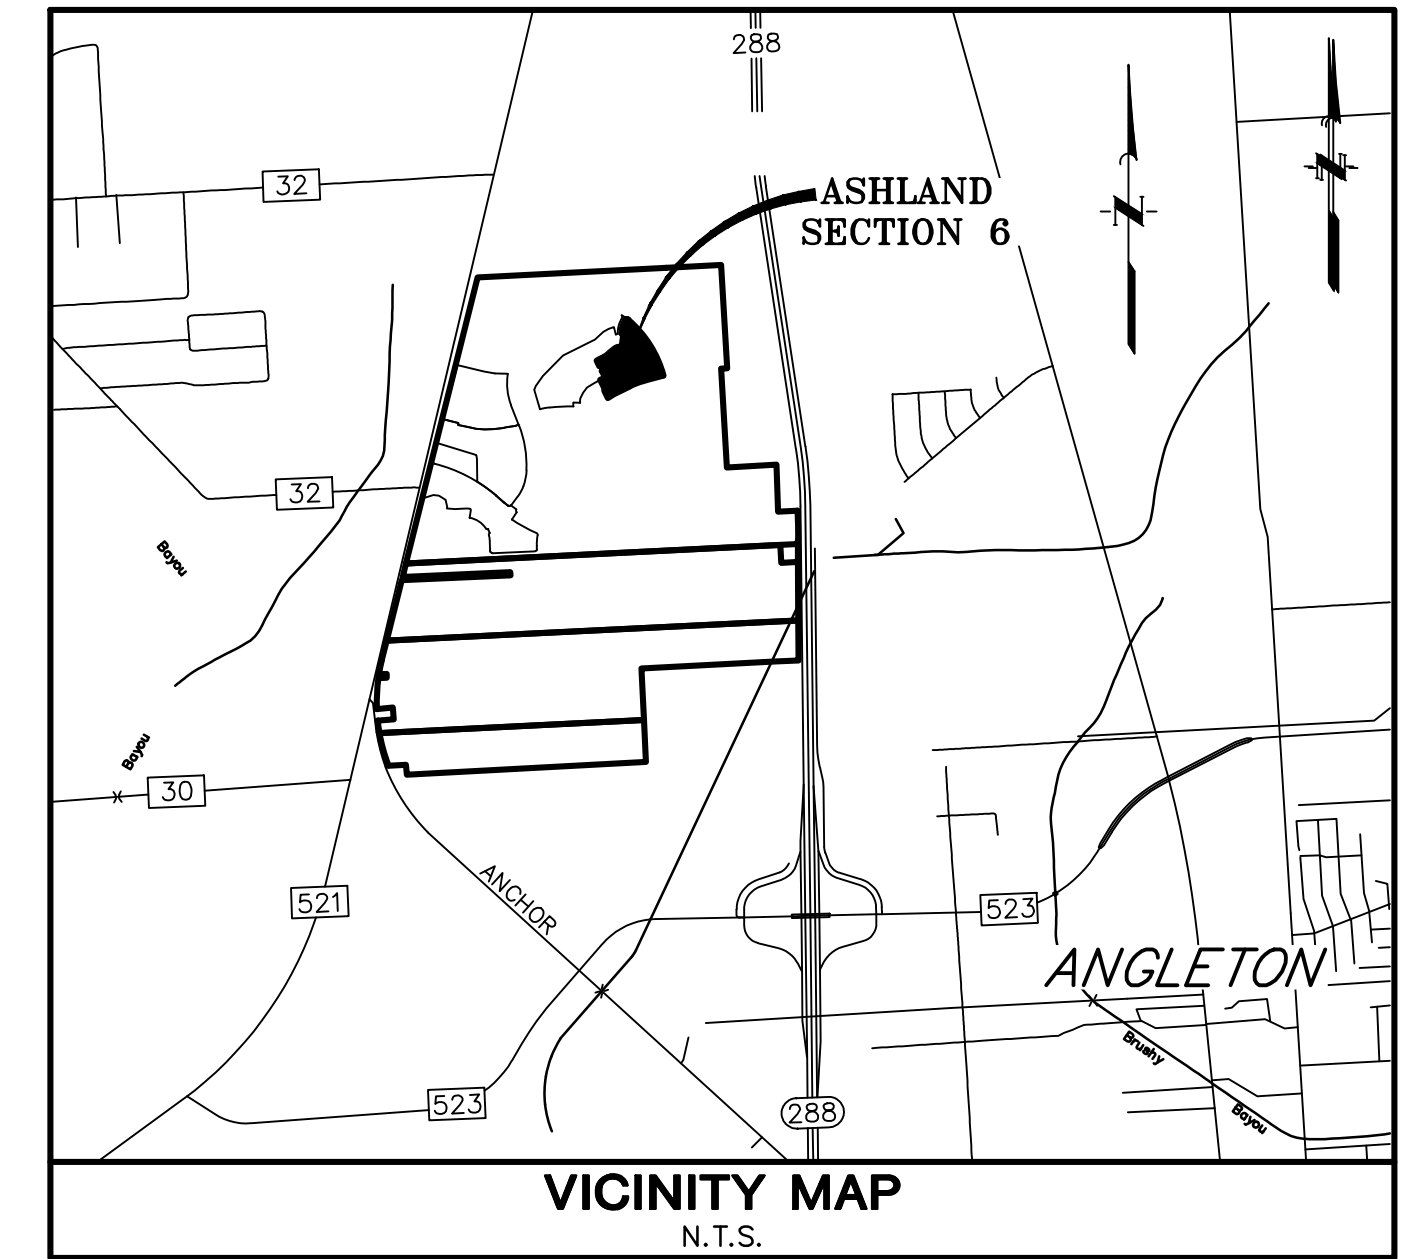 288
32
ASHLAND
SECTION 6
32
Bayou
Bayou
30
521
ANCHOR
523
ANGLETON
Brushy
Bayou
523
288
VICINITY MAP
N.T.S.